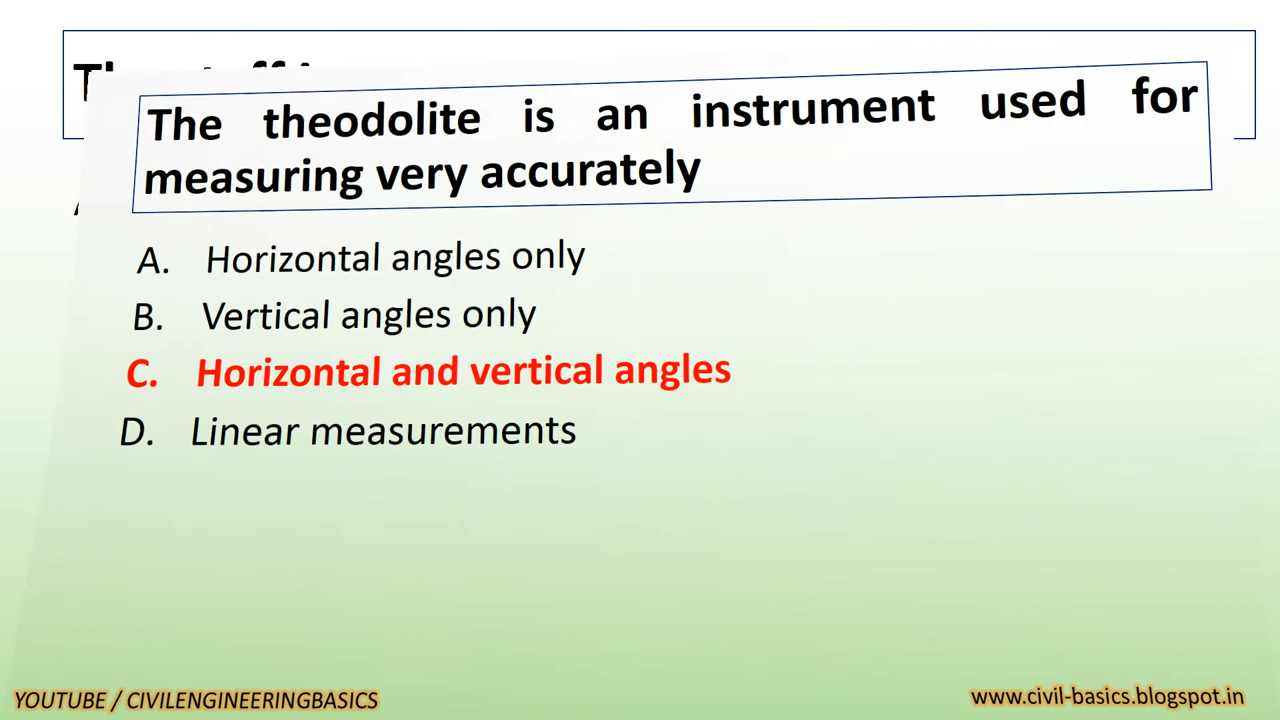 The theodolite is an instrument used for
measuring very accurately
A. Horizontal angles only
B. Vertical angles only
C. Horizontal and vertical angles
D. Linear measurements
YOUTUBE / CIVILENGINEERINGBASICS
www.civil-basics.blogspot.in